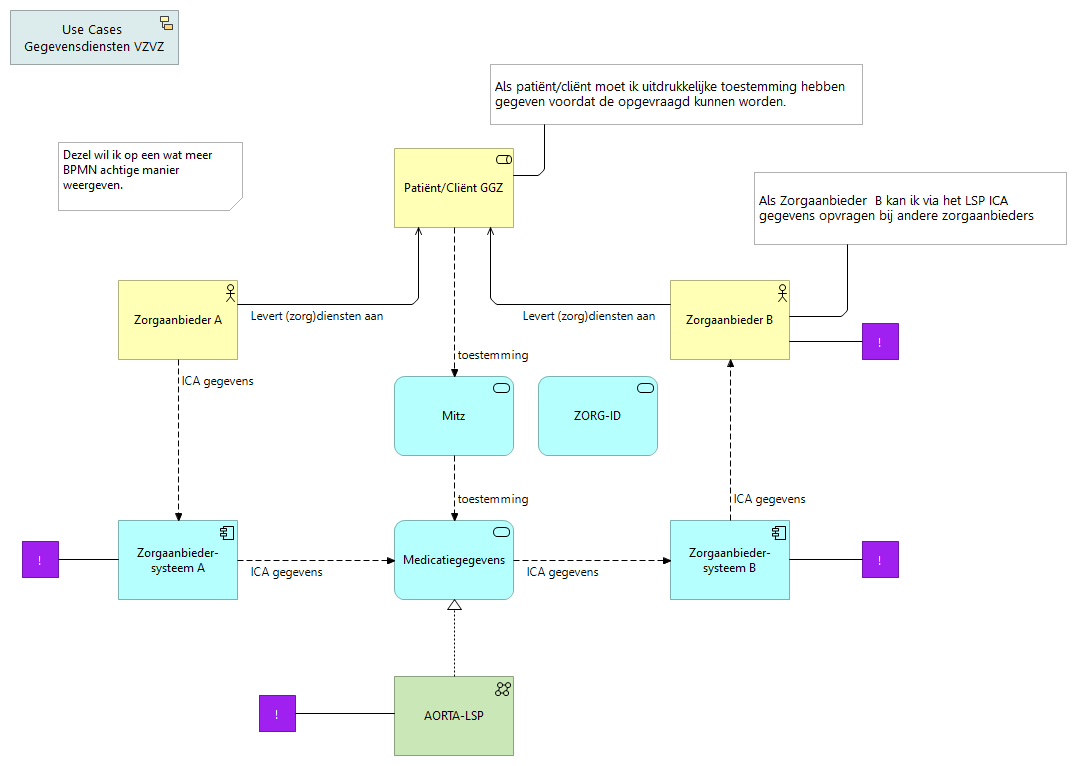 Use Cases
Gegevensdiensten VZVZ
Als patiënt/cliënt moet ik uitdrukkelijke toestemming hebben
gegeven voordat de opgevraagd kunnen worden.
Dezel wil ik op een wat meer
BPMN achtige manier
weergeven.
Patiënt/Cliënt GGZ
Als Zorgaanbieder  B kan ik via het LSP ICA
gegevens opvragen bij andere zorgaanbieders
Zorgaanbieder A
Levert (zorg)diensten aan
Levert (zorg)diensten aan
Zorgaanbieder B
!
toestemming
ICA gegevens
Mitz
ZORG-ID
toestemming
ICA gegevens
!
Zorgaanbieder-
systeem A
ICA gegevens
Medicatiegegevens
ICA gegevens
Zorgaanbieder-
systeem B
!
!
AORTA-LSP